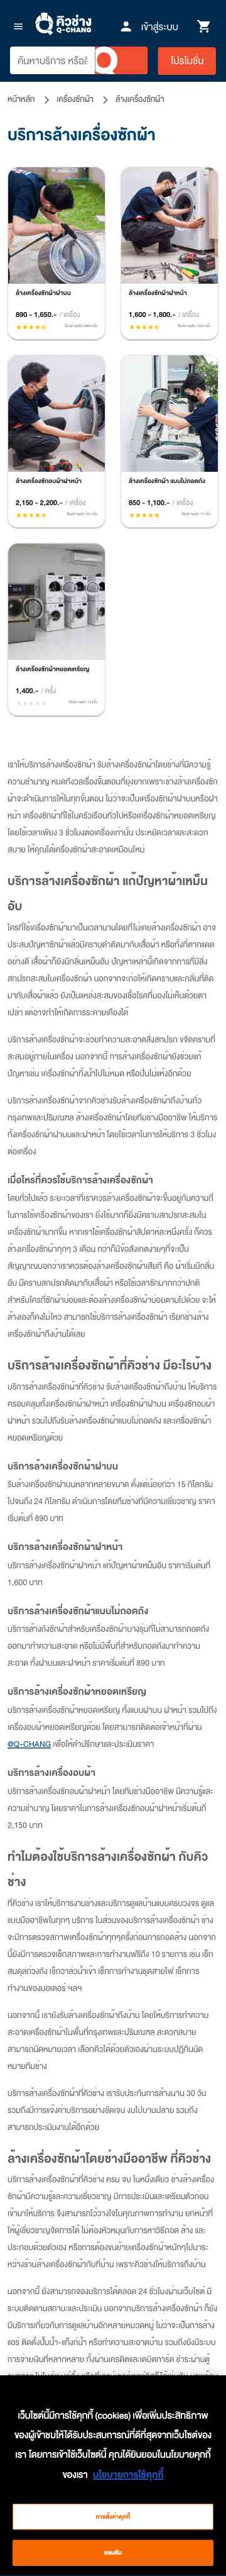 คิวช่าง
Q-CHANG
เข้าสู่ระบบ
ค้นหาบริการ หรือสิ
โปรโมชั่น
หน้าหลัก > เครื่องซักผ้า > ล้างเครื่องซักผ้า
บริการล้างเครื่องซักผ้า
ล้างเครื่องซักผ้าฝาบน
890 - 1,650.- / เครื่อง
ล้างเครื่องซักผ้าฝาหน้า
1,600 - 1,800.- / เครื่อง
ล้างเครื่องซักอบผ้าฝาหน้า
2,150 - 2,200.- / เครื่อง
ล้างเครื่องซักผ้า แบบไม่ถอดถัง
850 - 1,100.- / เครื่อง
ล้างเครื่องซักผ้าหยอดเหรียญ
1,400.- / ครั้ง
เราให้บริการล้างเครื่องซักผ้า รับล้างเครื่องซักผ้าโดยช่างที่มีความรู้
ความชำนาญ หมดกังวลเรื่องขั้นตอนที่ยุ่งยากเพราะช่างล้างเครื่องซัก
ผ้าจะดำเนินการให้ในทุกขั้นตอน ไม่ว่าจะเป็นเครื่องซักผ้าฝาบนหรือฝา
หน้า เครื่องซักผ้าที่ใช้ในครัวเรือนทั่วไปหรือเครื่องซักผ้าหยอดเหรียญ
โดยใช้เวลาเพียง 3 ชั่วโมงต่อเครื่องเท่านั้น ประหยัดเวลาและสะดวก
สบาย ให้คุณได้เครื่องซักผ้าสะอาดเหมือนใหม่
บริการล้างเครื่องซักผ้า แก้ปัญหาผ้าเหม็น
อับ
ใครที่ใช้เครื่องซักผ้ามาเป็นเวลานานโดยที่ไม่เคยล้างเครื่องซักผ้า อาจ
ประสบปัญหาซักผ้าแล้วมีคราบดำติดมากับเสื้อผ้า หรือทั้งที่ตากแดด
อย่างดี เสื้อผ้าก็ยังมีกลิ่นเหม็นอับ ปัญหาเหล่านี้เกิดจากการที่มีสิ่ง
สกปรกสะสมในเครื่องซักผ้า นอกจากจะก่อให้เกิดคราบและกลิ่นที่ติด
มากับเสื้อผ้าแล้ว ยังเป็นแหล่งสะสมของเชื้อโรคที่มองไม่เห็นด้วยตา
เปล่า แต่อาจทำให้เกิดการระคายเคืองได้
บริการล้างเครื่องซักผ้าจะช่วยทำความสะอาดสิ่งสกปรก ขจัดคราบที่
สะสมอยู่ภายในเครื่อง นอกจากนี้ การล้างเครื่องซักผ้ายังช่วยแก้
ปัญหาเช่น เครื่องซักผ้าทิ้งน้ำไปไม่หมด หรือปั่นไม่แห้งอีกด้วย
บริการล้างเครื่องซักผ้าจากคิวช่างรับล้างเครื่องซักผ้าถึงบ้านทั่ว
กรุงเทพและปริมณฑล ล้างเครื่องซักผ้าโดยทีมช่างมืออาชีพ ให้บริการ
ทั้งเครื่องซักผ้าฝาบนและฝาหน้า โดยใช้เวลาในการให้บริการ 3 ชั่วโมง
ต่อเครื่อง
เมื่อไหร่ที่ควรใช้บริการล้างเครื่องซักผ้า
โดยทั่วไปแล้ว ระยะเวลาที่เราควรล้างเครื่องซักผ้าจะขึ้นอยู่กับความถี่
ในการใช้เครื่องซักผ้าของเรา ยิ่งใช้มากก็ยิ่งมีคราบสกปรกสะสมใน
เครื่องซักผ้ามากขึ้น หากเราใช้เครื่องซักผ้าสัปดาห์ละหนึ่งครั้ง ก็ควร
ล้างเครื่องซักผ้าทุกๆ 3 เดือน ทว่าก็มีข้อสังเกตง่ายๆที่จะเป็น
สัญญาณบอกว่าเราควรต้องล้างเครื่องซักผ้าเสียที คือ ผ้าเริ่มมีกลิ่น
อับ มีคราบสกปรกติดมากับเสื้อผ้า หรือใช้เวลาซักมากกว่าปกติ
สำหรับใครที่ซักผ้าบ่อยและต้องล้างเครื่องซักผ้าบ่อยตามไปด้วย จะให้
ล้างเองก็คงไม่ไหว สามารถใช้บริการล้างเครื่องซักผ้า เรียกช่างล้าง
เครื่องซักผ้าถึงบ้านได้เลย
บริการล้างเครื่องซักผ้าที่คิวช่าง มีอะไรบ้าง
บริการล้างเครื่องซักผ้าที่คิวช่าง รับล้างเครื่องซักผ้าถึงบ้าน ให้บริการ
ครอบคลุมทั้งเครื่องซักผ้าฝาหน้า เครื่องซักผ้าฝาบน เครื่องซักอบผ้า
ฝาหน้า รวมไปถึงรับล้างเครื่องซักผ้าแบบไม่ถอดถัง และเครื่องซักผ้า
หยอดเหรียญด้วย
บริการล้างเครื่องซักผ้าฝาบน
รับล้างเครื่องซักผ้าฝาบนหลากหลายขนาด ตั้งแต่น้อยกว่า 15 กิโลกรัม
ไปจนถึง 24 กิโลกรัม ดำเนินการโดยทีมช่างที่มีความเชี่ยวชาญ ราคา
เริ่มต้นที่ 890 บาท
บริการล้างเครื่องซักผ้าฝาหน้า
บริการล้างเครื่องซักผ้าฝาหน้า แก้ปัญหาผ้าเหม็นอับ ราคาเริ่มต้นที่
1,600 บาท
บริการล้างเครื่องซักผ้าแบบไม่ถอดถัง
บริการล้างถังซักผ้าสำหรับเครื่องซักผ้าบางรุ่นที่ไม่สามารถถอดถัง
ออกมาทำความสะอาด หรือไม่มีพื้นที่สำหรับถอดถังมาทำความ
สะอาด ทั้งฝาบนและฝาหน้า ราคาเริ่มต้นที่ 890 บาท
บริการล้างเครื่องซักผ้าหยอดเหรียญ
บริการล้างเครื่องซักผ้าหยอดเหรียญ ทั้งแบบฝาบน ฝาหน้า รวมไปถึง
เครื่องอบผ้าหยอดเหรียญด้วย โดยสามารถติดต่อเจ้าหน้าที่ผ่าน
@Q-CHANG เพื่อให้คำปรึกษาและประเมินราคา
บริการล้างเครื่องอบผ้า
บริการล้างเครื่องซักอบผ้าฝาหน้า โดยทีมช่างมืออาชีพ มีความรู้และ
ความชำนาญ โดยราคาในการล้างเครื่องซักอบผ้าฝาหน้าเริ่มต้นที่
2,150 บาท
ทำไมต้องใช้บริการล้างเครื่องซักผ้า กับคิว
ช่าง
ที่คิวช่าง เราให้บริการงานช่างและบริการดูแลบ้านแบบครบวงจร ดูแล
แบบมืออาชีพในทุกๆ บริการ ในส่วนของบริการล้างเครื่องซักผ้า ช่าง
จะมีการตรวจสภาพเครื่องซักผ้าทุกๆครั้งก่อนการถอดล้าง นอกจาก
นี้ยังมีการตรวจเช็กสภาพและการทำงานฟรีถึง 10 รายการ เช่น เช็ก
สมดุลถ่วงถัง เช็กวาล์วน้ำเข้า เช็กการทำงานชุดสายไฟ เช็กการ
ทำงานของมอเตอร์ ฯลฯ
นอกจากนี้ เรายังรับล้างเครื่องซักผ้าถึงบ้าน โดยให้บริการทำความ
สะอาดเครื่องซักผ้าในพื้นที่กรุงเทพและปริมณฑล สะดวกสบาย
สามารถนัดหมายเวลา เลือกคิวได้ด้วยตัวเองผ่านระบบปฏิทินนัด
หมายทีมช่าง
บริการล้างเครื่องซักผ้าที่คิวช่าง เรารับประกันการล้างนาน 30 วัน
รวมถึงมีการแจ้งค่าบริการอย่างชัดเจน งบไม่บานปลาย รวมถึง
สามารถประเมินงานได้อีกด้วย
ล้างเครื่องซักผ้าโดยช่างมืออาชีพ ที่คิวช่าง
บริการล้างเครื่องซักผ้าที่คิวช่าง ครบ จบ ในหนึ่งเดียว ช่างล้างเครื่อง
ซักผ้ามีความรู้และความเชี่ยวชาญ มีการประเมินและเตรียมตัวก่อน
เข้ามาให้บริการ จึงสามารถไว้วางใจในคุณภาพการทำงาน ยกหน้าที่
ให้ผู้เชี่ยวชาญจัดการได้ ไม่ต้องหัวหมุนกับการหาวิธีถอด ล้าง และ
ประกอบด้วยตัวเอง หรือการต้องขนย้ายเครื่องซักผ้าหนักๆไปมาระ
หว่างร้านล้างเครื่องซักผ้ากับที่บ้าน เพราะคิวช่างให้บริการถึงบ้าน
นอกจากนี้ ยังสามารถจองบริการได้ตลอด 24 ชั่วโมงผ่านเว็บไซต์ มี
ระบบติดตามสถานะและประเมิน นอกจากบริการล้างเครื่องซักผ้า ก็ยัง
มีบริการเกี่ยวกับการดูแลบ้านอีกหลายหมวดหมู่ ไม่ว่าจะเป็นการล้าง
แอร์ ติดตั้งปั๊มน้ำ-แท็งก์น้ำ หรือทำความสะอาดบ้าน รวมถึงยังมีระบบ
การจ่ายเงินที่หลากหลาย ทั้งผ่านเครดิตและเดบิตการ์ด ชำระผ่านตู้
เว็บไซต์นี้มีการใช้คุกกี้ (cookies) เพื่อเพิ่มประสิทธิภาพ
ของผู้เข้าชมให้ได้รับประสบการณ์ที่ดีที่สุดจากเว็บไซต์ของ
เรา โดยการเข้าใช้เว็บไซต์นี้ คุณได้ยินยอมในนโยบายคุกกี้
ของเรา นโยบายการใช้คุกกี้
การตั้งค่าคุกกี้
ยอมรับ